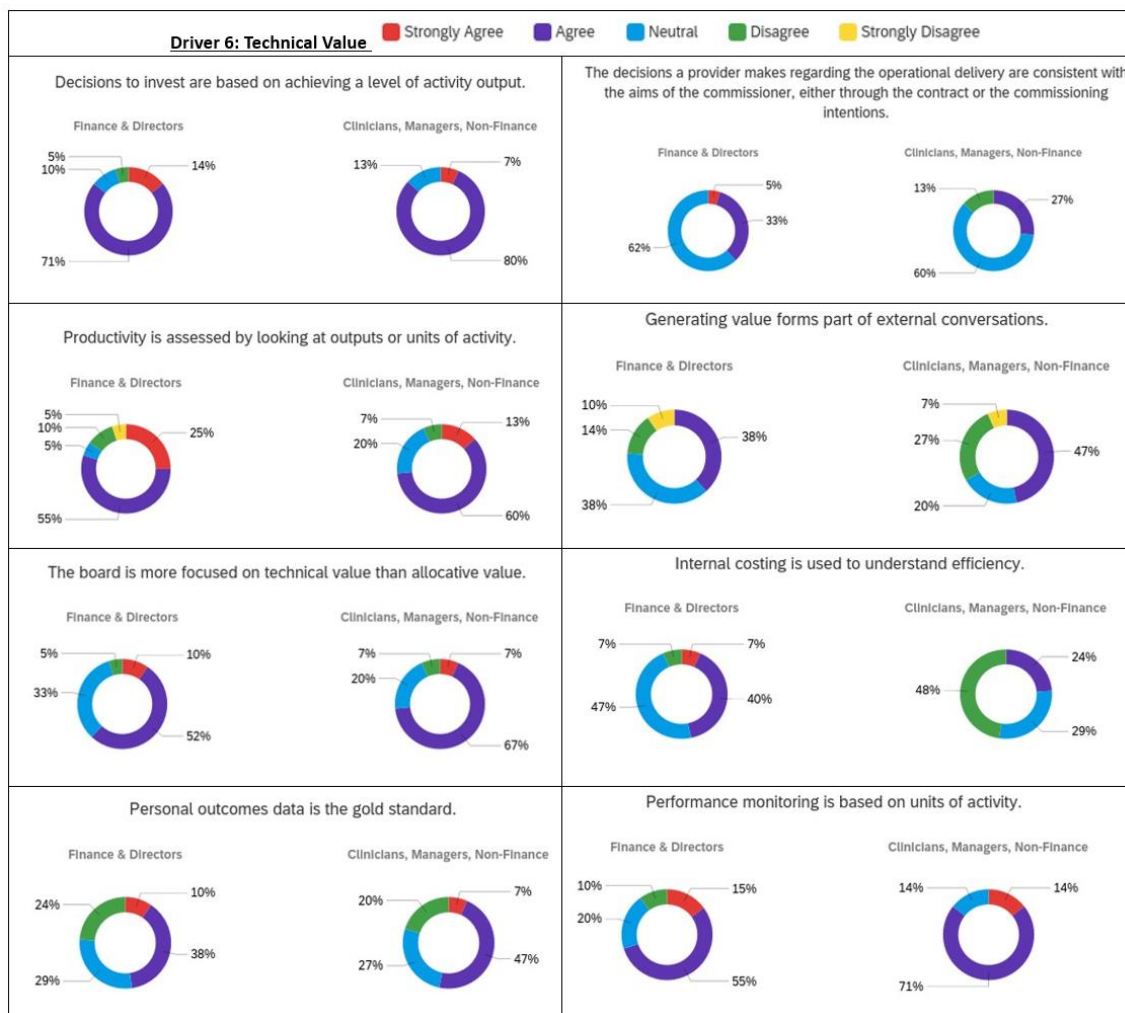 Driver 6: Technical Value
Strongly Agree
Agree
Neutral
Disagree
Strongly Disagree
Decisions to invest are based on achieving a level of activity output.
Finance & Directors
5%
10%
14%
71%
Clinicians, Managers, Non-Finance
13%
7%
80%
The decisions a provider makes regarding the operational delivery are consistent with
the aims of the commissioner, either through the contract or the commissioning
intentions.
Finance & Directors
5%
33%
62%
Clinicians, Managers, Non-Finance
13%
27%
60%
Productivity is assessed by looking at outputs or units of activity.
Finance & Directors
5%
10%
5%
25%
55%
Clinicians, Managers, Non-Finance
7%
20%
13%
60%
Generating value forms part of external conversations.
Finance & Directors
10%
14%
38%
38%
Clinicians, Managers, Non-Finance
7%
27%
47%
20%
The board is more focused on technical value than allocative value.
Finance & Directors
5%
10%
33%
52%
Clinicians, Managers, Non-Finance
7%
7%
20%
67%
Internal costing is used to understand efficiency.
Finance & Directors
7%
7%
40%
47%
Clinicians, Managers, Non-Finance
24%
48%
29%
Personal outcomes data is the gold standard.
Finance & Directors
10%
24%
38%
29%
Clinicians, Managers, Non-Finance
7%
20%
47%
27%
Performance monitoring is based on units of activity.
Finance & Directors
10%
15%
20%
55%
Clinicians, Managers, Non-Finance
14%
14%
71%